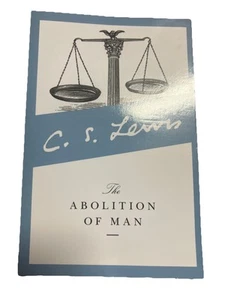 C. S. Lewis
The
ABOLITION
OF MAN